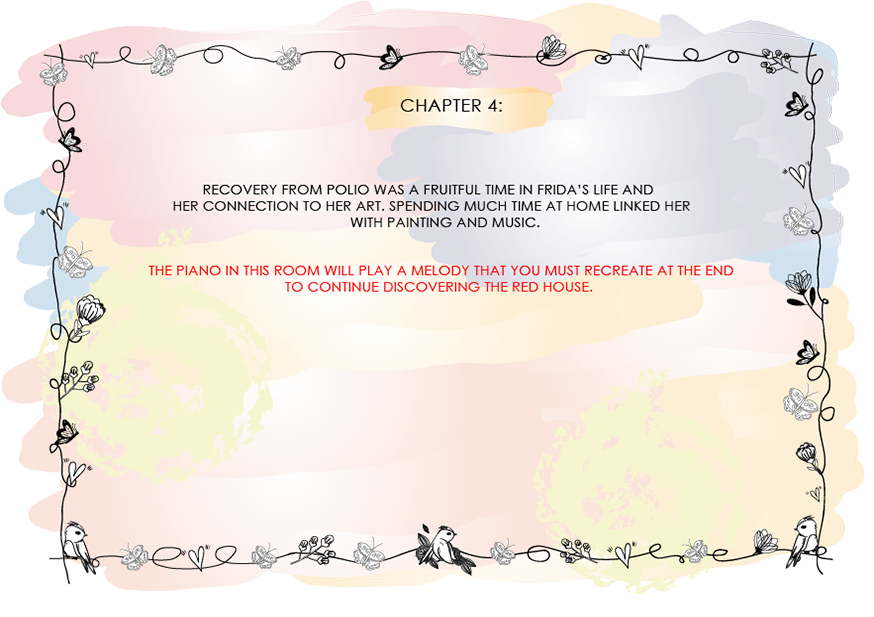 CHAPTER 4:
RECOVERY FROM POLIO WAS A FRUITFUL TIME IN FRIDA'S LIFE AND
HER CONNECTION TO HER ART. SPENDING MUCH TIME AT HOME LINKED HER
WITH PAINTING AND MUSIC.
THE PIANO IN THIS ROOM WILL PLAY A MELODY THAT YOU MUST RECREATE AT THE END
TO CONTINUE DISCOVERING THE RED HOUSE.